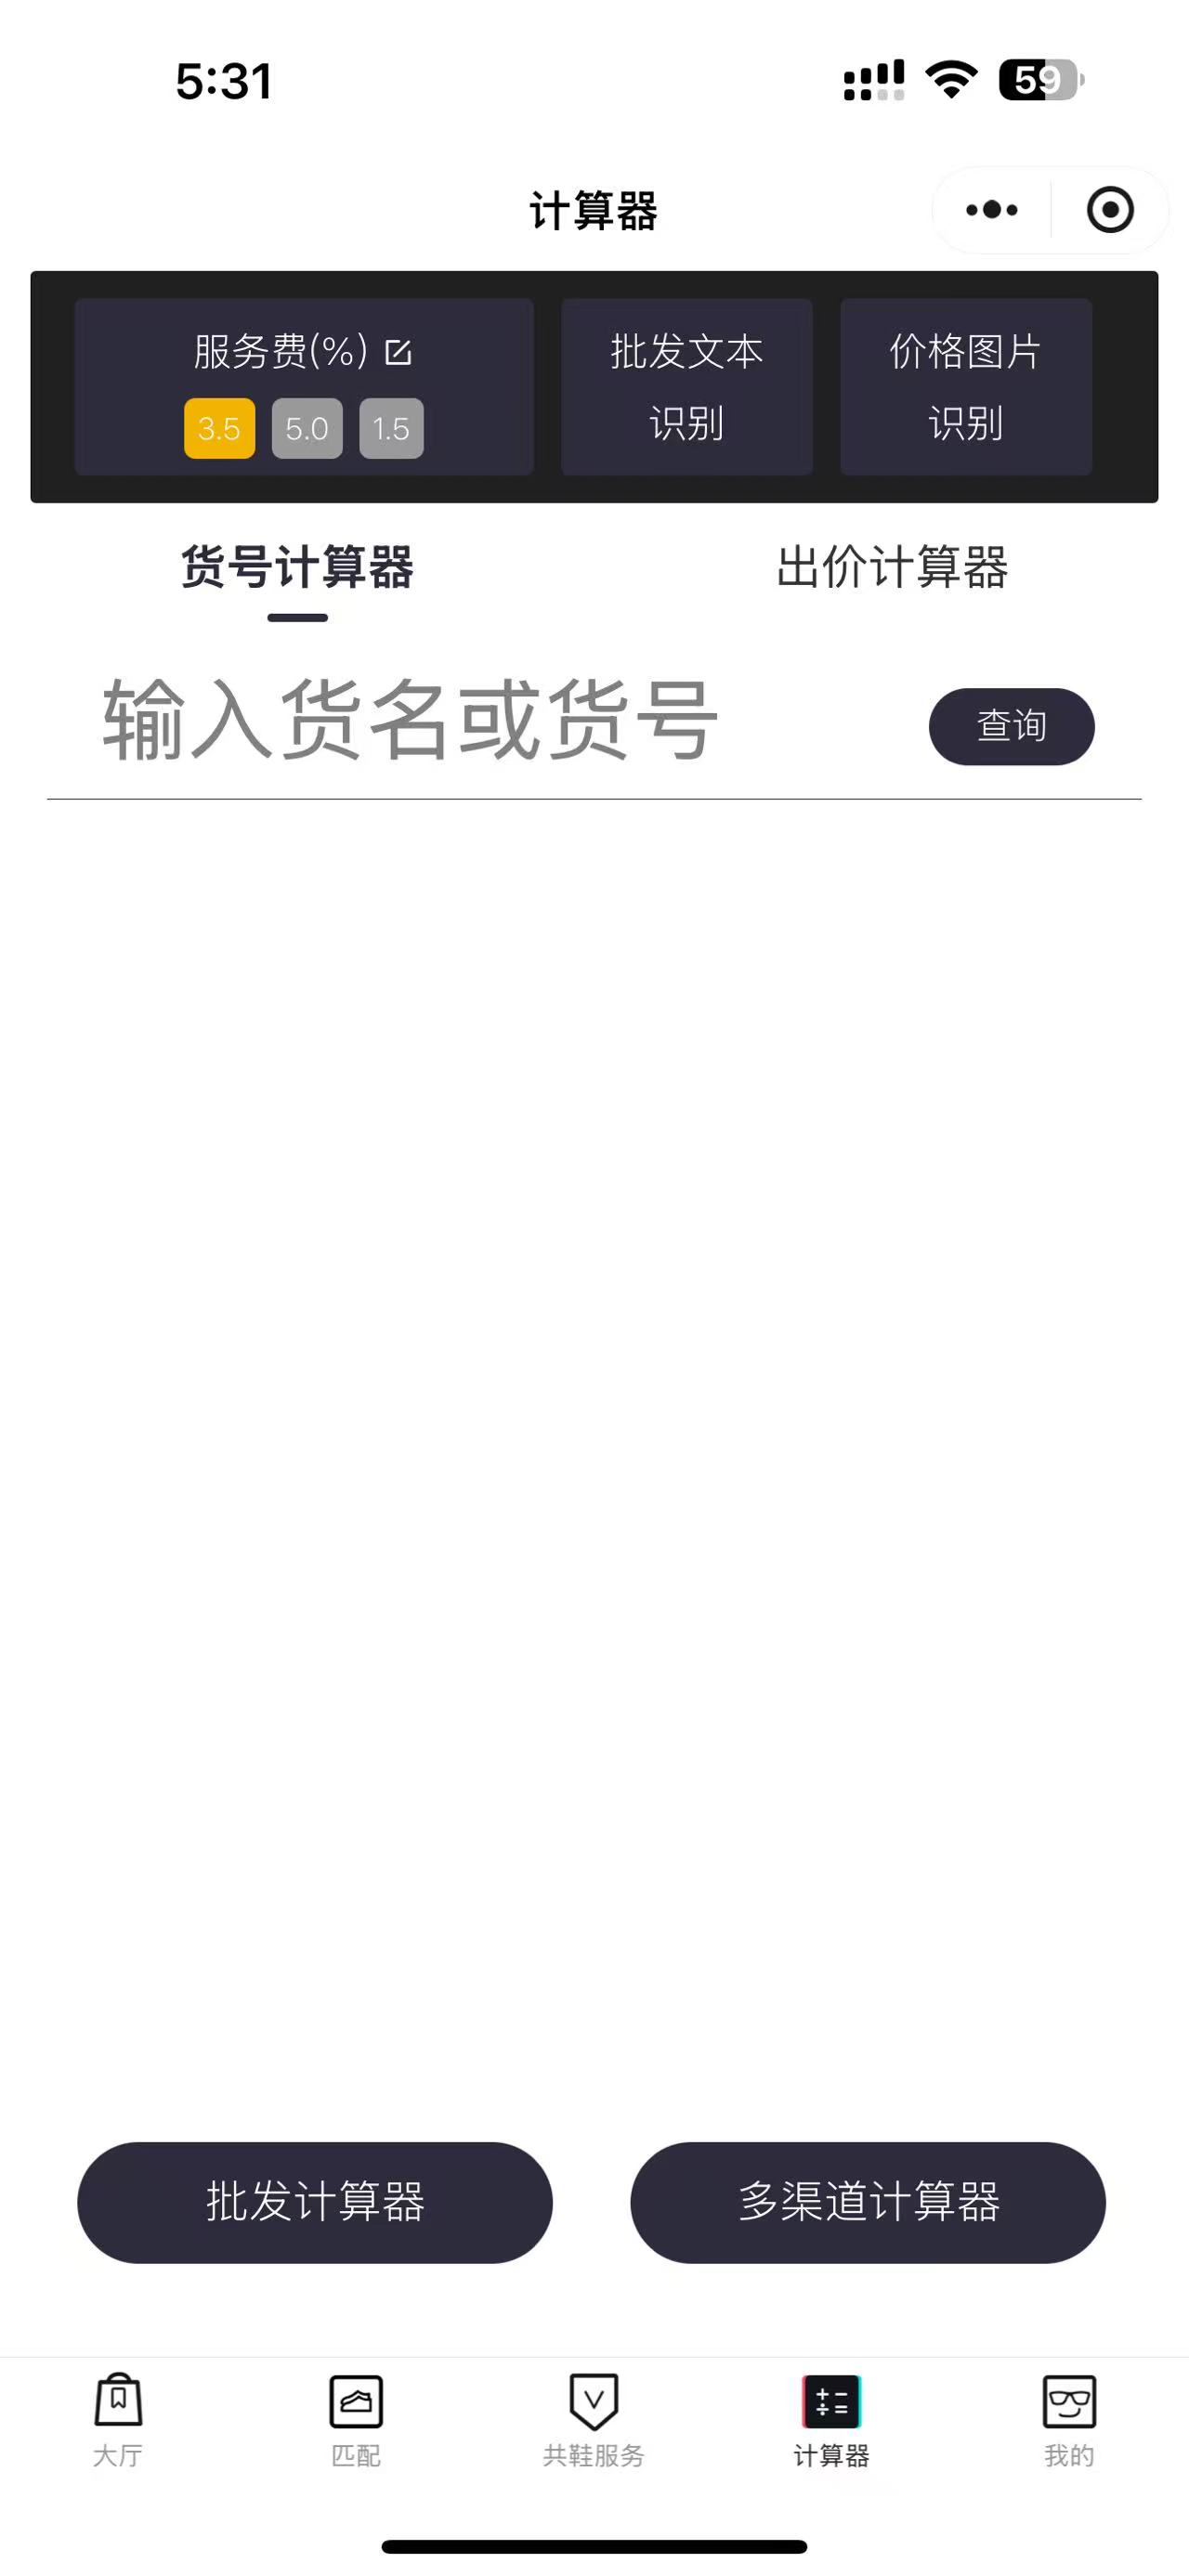 5:31
59
计算器
服务费(%)
3.5 5.0 1.5
批发文本
识别
价格图片
识别
货号计算器
出价计算器
输入货名或货号
查询
批发计算器
多渠道计算器
大厅
匹配
共鞋服务
计算器
我的